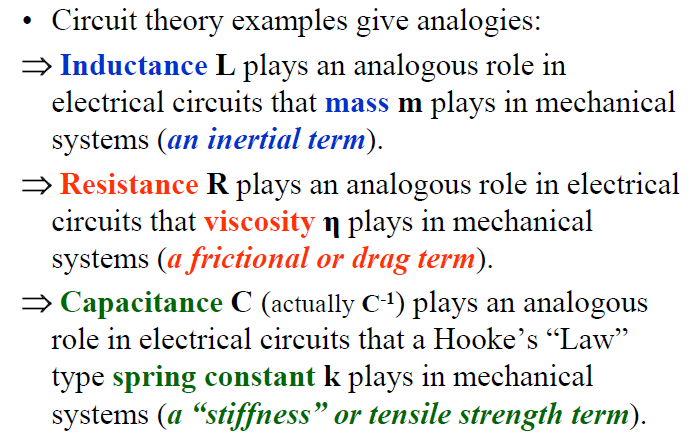 • Circuit theory examples give analogies:
⇒ Inductance L plays an analogous role in
electrical circuits that mass m plays in mechanical
systems (an inertial term).
⇒ Resistance R plays an analogous role in electrical
circuits that viscosity η plays in mechanical
systems (a frictional or drag term).
⇒ Capacitance C (actually C⁻¹) plays an analogous
role in electrical circuits that a Hooke’s “Law”
type spring constant k plays in mechanical
systems (a “stiffness” or tensile strength term).